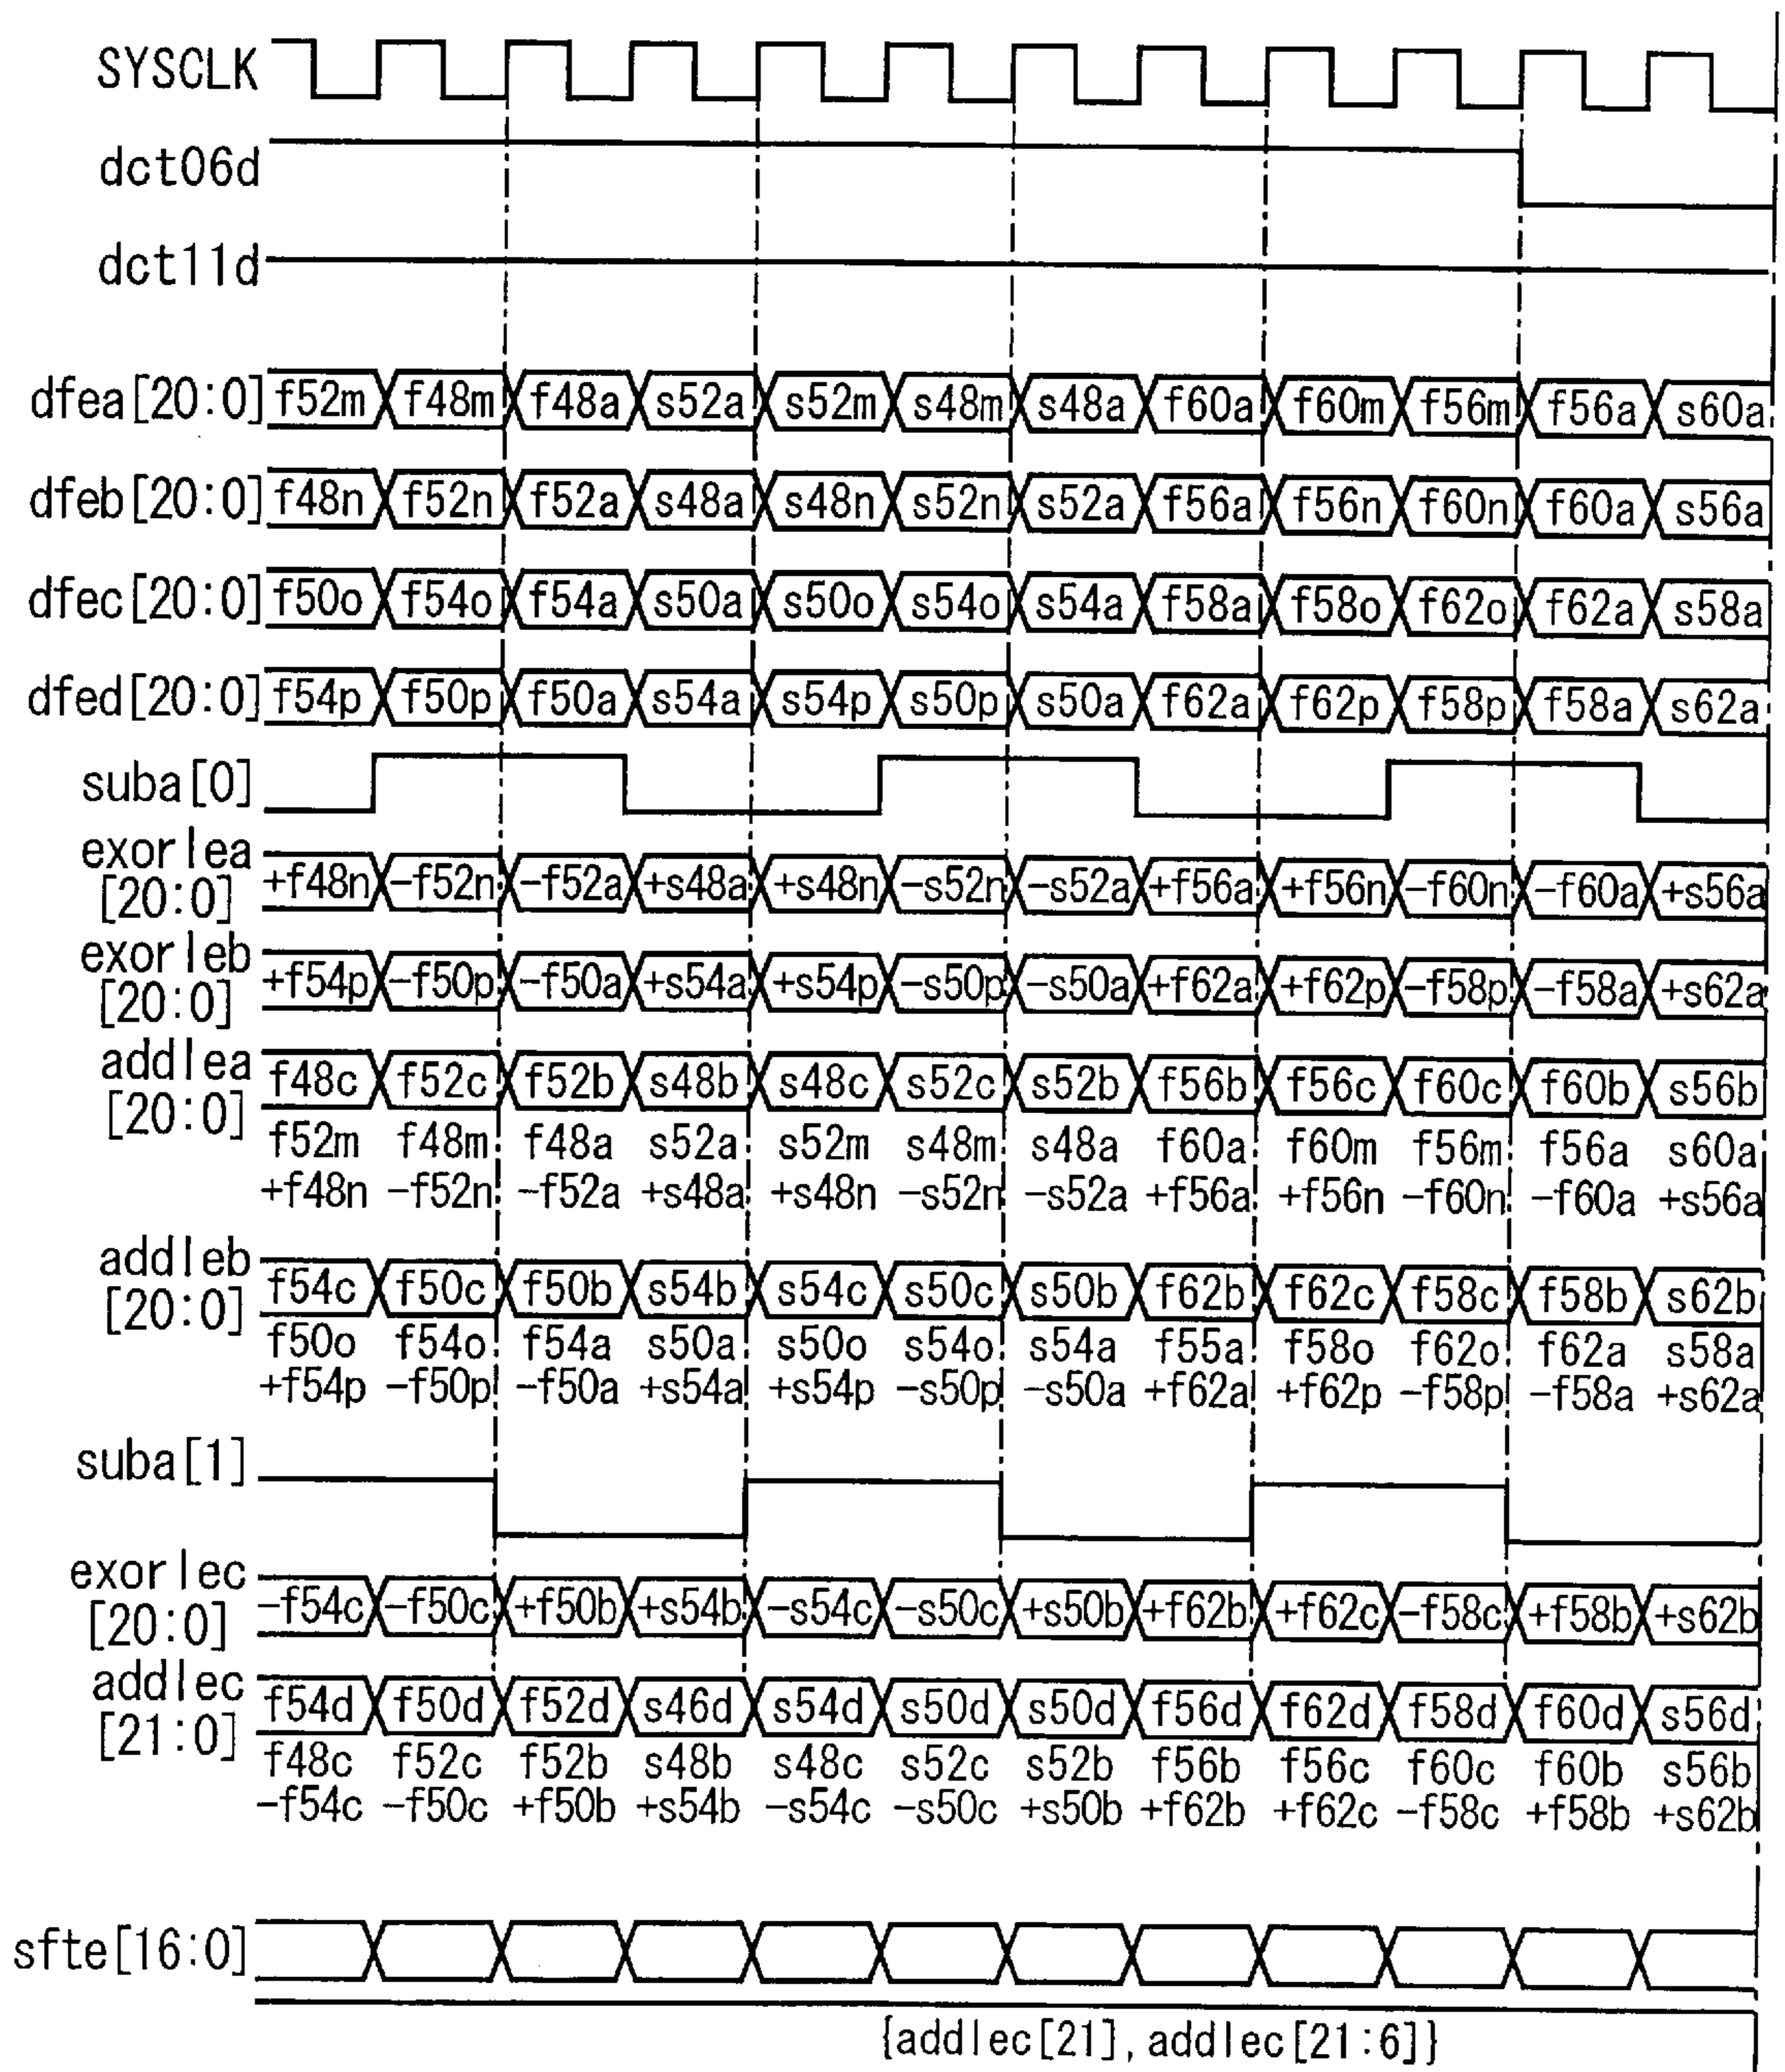 SYSCLK
dct06d
dct11d
dfea[20:0] f52m f48m f48a s52a s52m s48m s48a f60a f60m f56m f56a s60a
dfeb[20:0] f48n f52n f52a s48a s48n s52n s52a f56a f56n f60n f60a s56a
dfec[20:0] f50o f54o f54a s50a s50o s54o s54a f58a f58o f62o f62a s58a
dfed[20:0] f54p f50p f50a s54a s54p s50p s50a f62a f62p f58p f58a s62a
suba[0]
exorlea [20:0] +f48n −f52n −f52a +s48a +s48n −s52n −s52a +f56a +f56n −f60n −f60a +s56a
exorleb [20:0] +f54p −f50p −f50a +s54a +s54p −s50p −s50a +f62a +f62p −f58p −f58a +s62a
addlea [20:0] f48c f52c f52b s48b s48c s52c s52b f56b f56c f60c f60b s56b
f52m f48m f48a s52a s52m s48m s48a f60a f60m f56m f56a s60a
+f48n −f52n −f52a +s48a +s48n −s52n −s52a +f56a +f56n −f60n −f60a +s56a
addleb [20:0] f54c f50c f50b s54b s54c s50c s50b f62b f62c f58c f58b s62b
f50o f54o f54a s50a s50o s54o s54a f55a f58o f62o f62a s58a
+f54p −f50p −f50a +s54a +s54p −s50p −s50a +f62a +f62p −f58p −f58a +s62a
suba[1]
exorlec [20:0] −f54c −f50c +f50b +s54b −s54c −s50c +s50b +f62b +f62c −f58c +f58b +s62b
addlec [21:0] f54d f50d f52d s46d s54d s50d s50d f56d f62d f58d f60d s56d
f48c f52c f52b s48b s48c s52c s52b f56b f56c f60c f60b s56b
−f54c −f50c +f50b +s54b −s54c −s50c +s50b +f62b +f62c −f58c +f58b +s62b
sfte[16:0]
{addlec[21], addlec[21:6]}